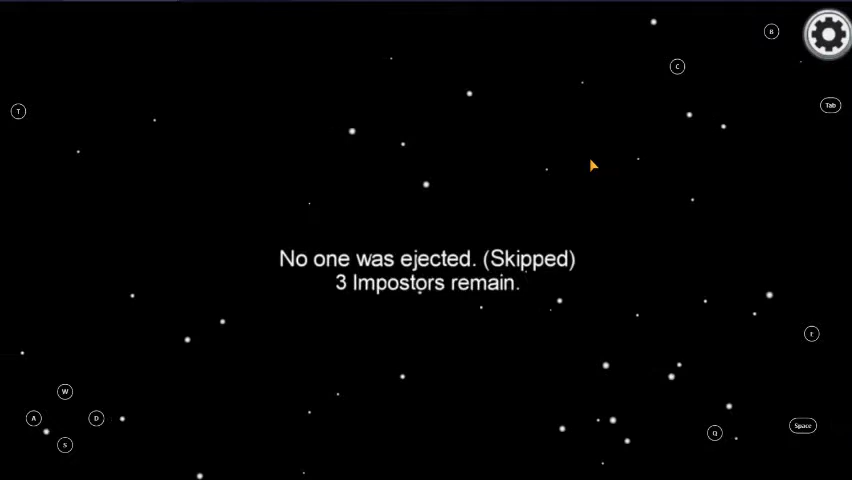 B
C
Tab
T
No one was ejected. (Skipped)
3 Impostors remain.
W
A
D
S
Q
Space